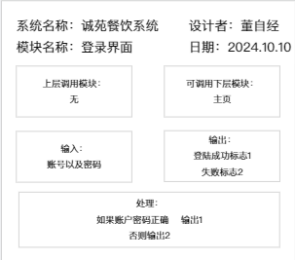 系统名称：诚苑餐饮系统 设计者：董自经
模块名称：登录界面 日期：2024.10.10
上层调用模块：
无
可调用下层模块：
主页
输入：
账号以及密码
输出：
登陆成功标志1
失败标志2
处理：
如果账户密码正确 输出1
否则输出2